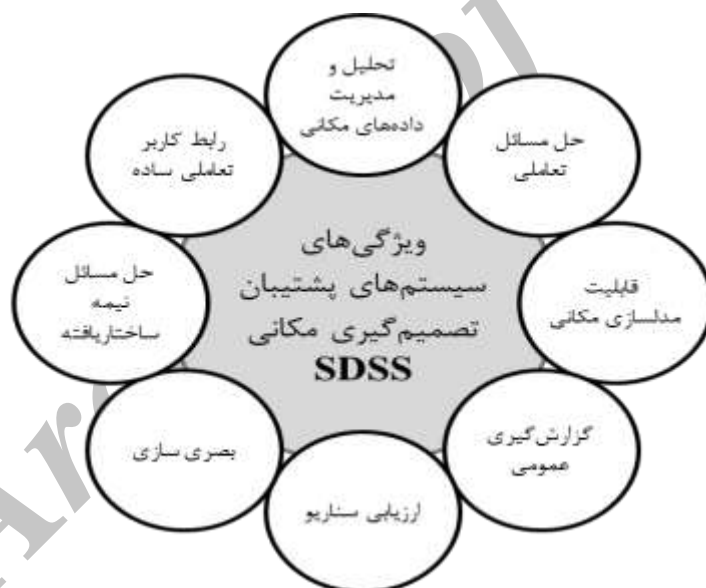 تحلیل و
مدیریت
داده‌های مکانی
حل مسائل
تعاملی
قابلیت
مدلسازی مکانی
گزارش‌گیری
عمومی
ارزیابی سناریو
بصری سازی
حل مسائل
نیمه
ساختاریافته
رابط کاربر
تعاملی ساده
ویژگی‌های
سیستم‌های پشتیبان
تصمیم‌گیری مکانی
SDSS